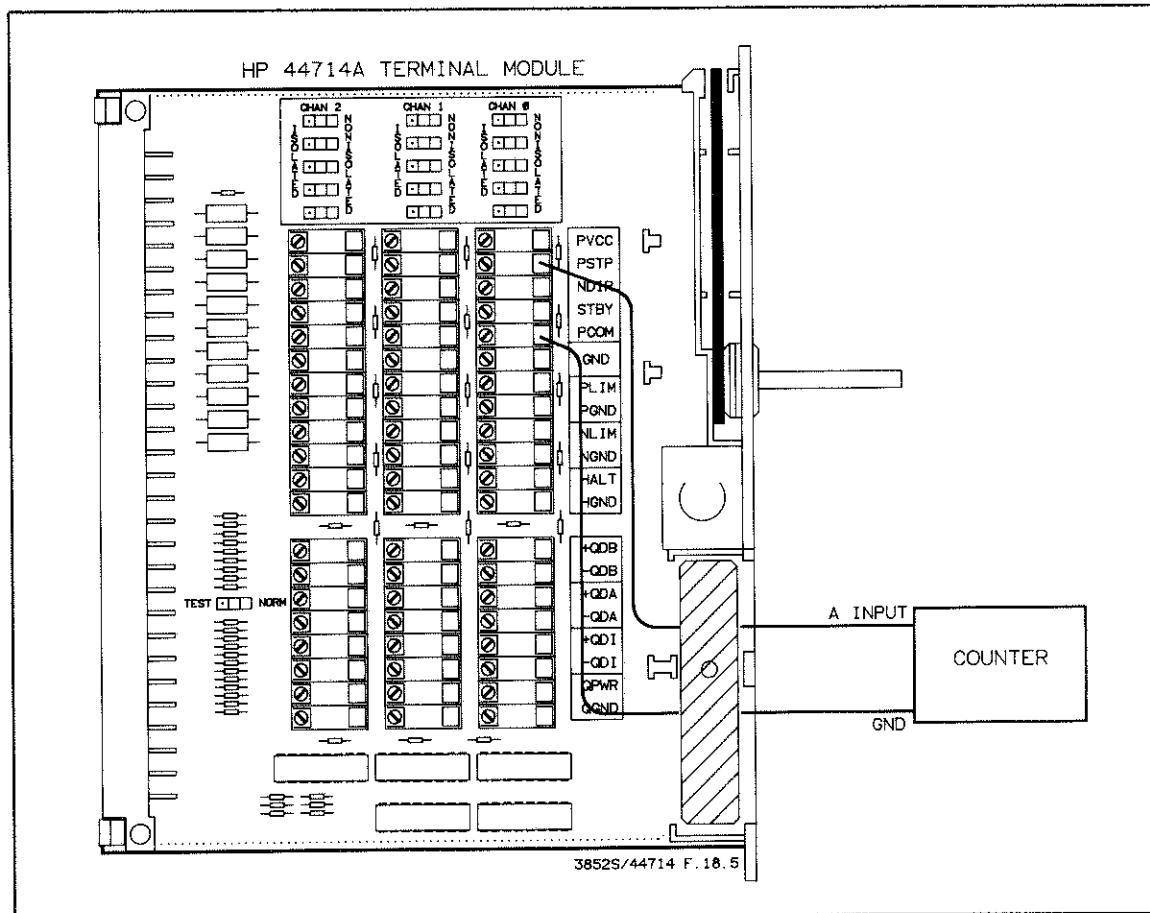 HP 44714A TERMINAL MODULE
CHAN 2 CHAN 1 CHAN 0
ISOLATED NONISOLATED ISOLATED NONISOLATED ISOLATED NONISOLATED
PVCC
PSTP
NDIR
STBY
PCOM
GND
PLIM
PGND
NLIM
NGND
HALT
HGND
+QDB
-QDB
+QDA
-QDA
+QDI
-QDI
QPWR
QGND
TEST NORM
A INPUT
COUNTER
GND
3852S/44714 F.18.5